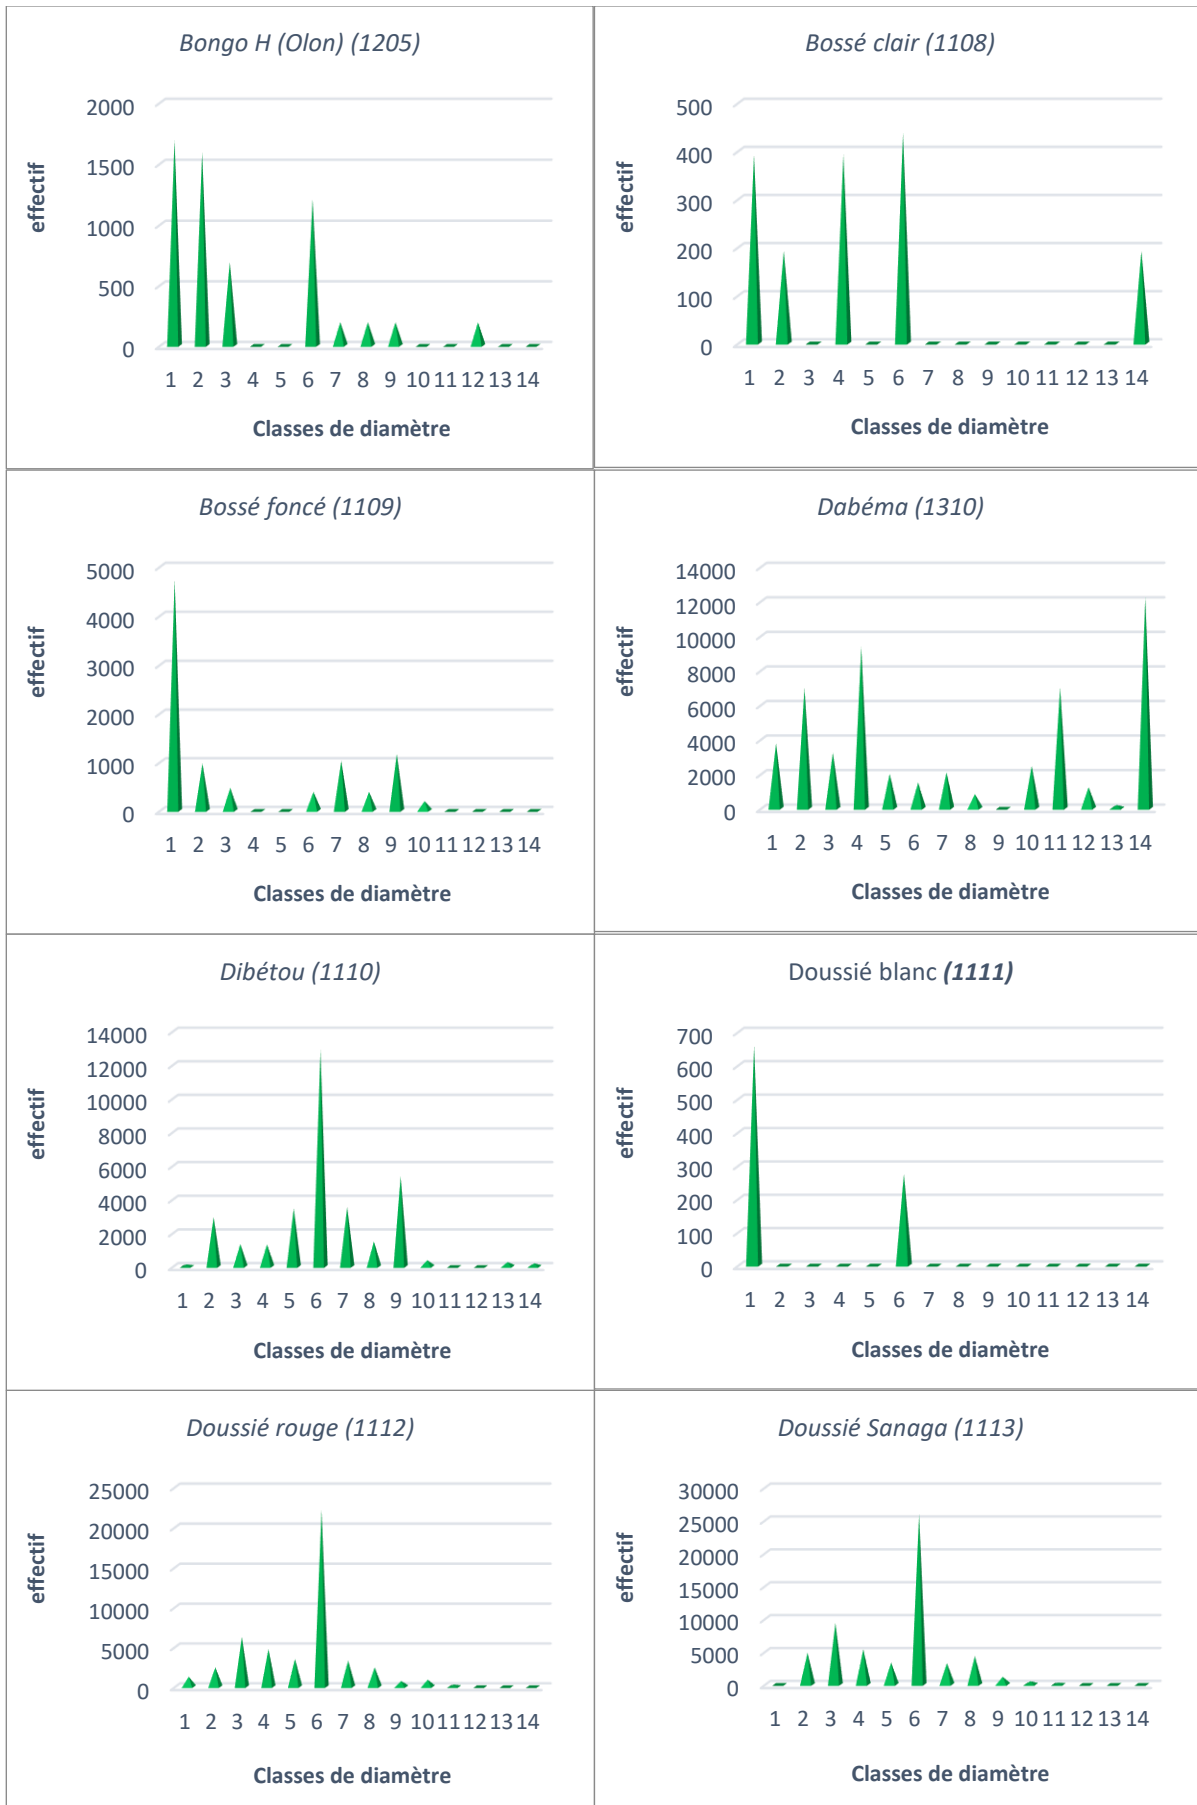 Bongo H (Olon) (1205)
2000
1500
1000
500
0
effectif
1 2 3 4 5 6 7 8 9 10 11 12 13 14
Classes de diamètre
Bossé clair (1108)
500
400
300
200
100
0
effectif
1 2 3 4 5 6 7 8 9 10 11 12 13 14
Classes de diamètre
Bossé foncé (1109)
5000
4000
3000
2000
1000
0
effectif
1 2 3 4 5 6 7 8 9 10 11 12 13 14
Classes de diamètre
Dabéma (1310)
14000
12000
10000
8000
6000
4000
2000
0
effectif
1 2 3 4 5 6 7 8 9 10 11 12 13 14
Classes de diamètre
Dibétou (1110)
14000
12000
10000
8000
6000
4000
2000
0
effectif
1 2 3 4 5 6 7 8 9 10 11 12 13 14
Classes de diamètre
Doussié blanc (1111)
700
600
500
400
300
200
100
0
effectif
1 2 3 4 5 6 7 8 9 10 11 12 13 14
Classes de diamètre
Doussié rouge (1112)
25000
20000
15000
10000
5000
0
effectif
1 2 3 4 5 6 7 8 9 10 11 12 13 14
Classes de diamètre
Doussié Sanaga (1113)
30000
25000
20000
15000
10000
5000
0
effectif
1 2 3 4 5 6 7 8 9 10 11 12 13 14
Classes de diamètre